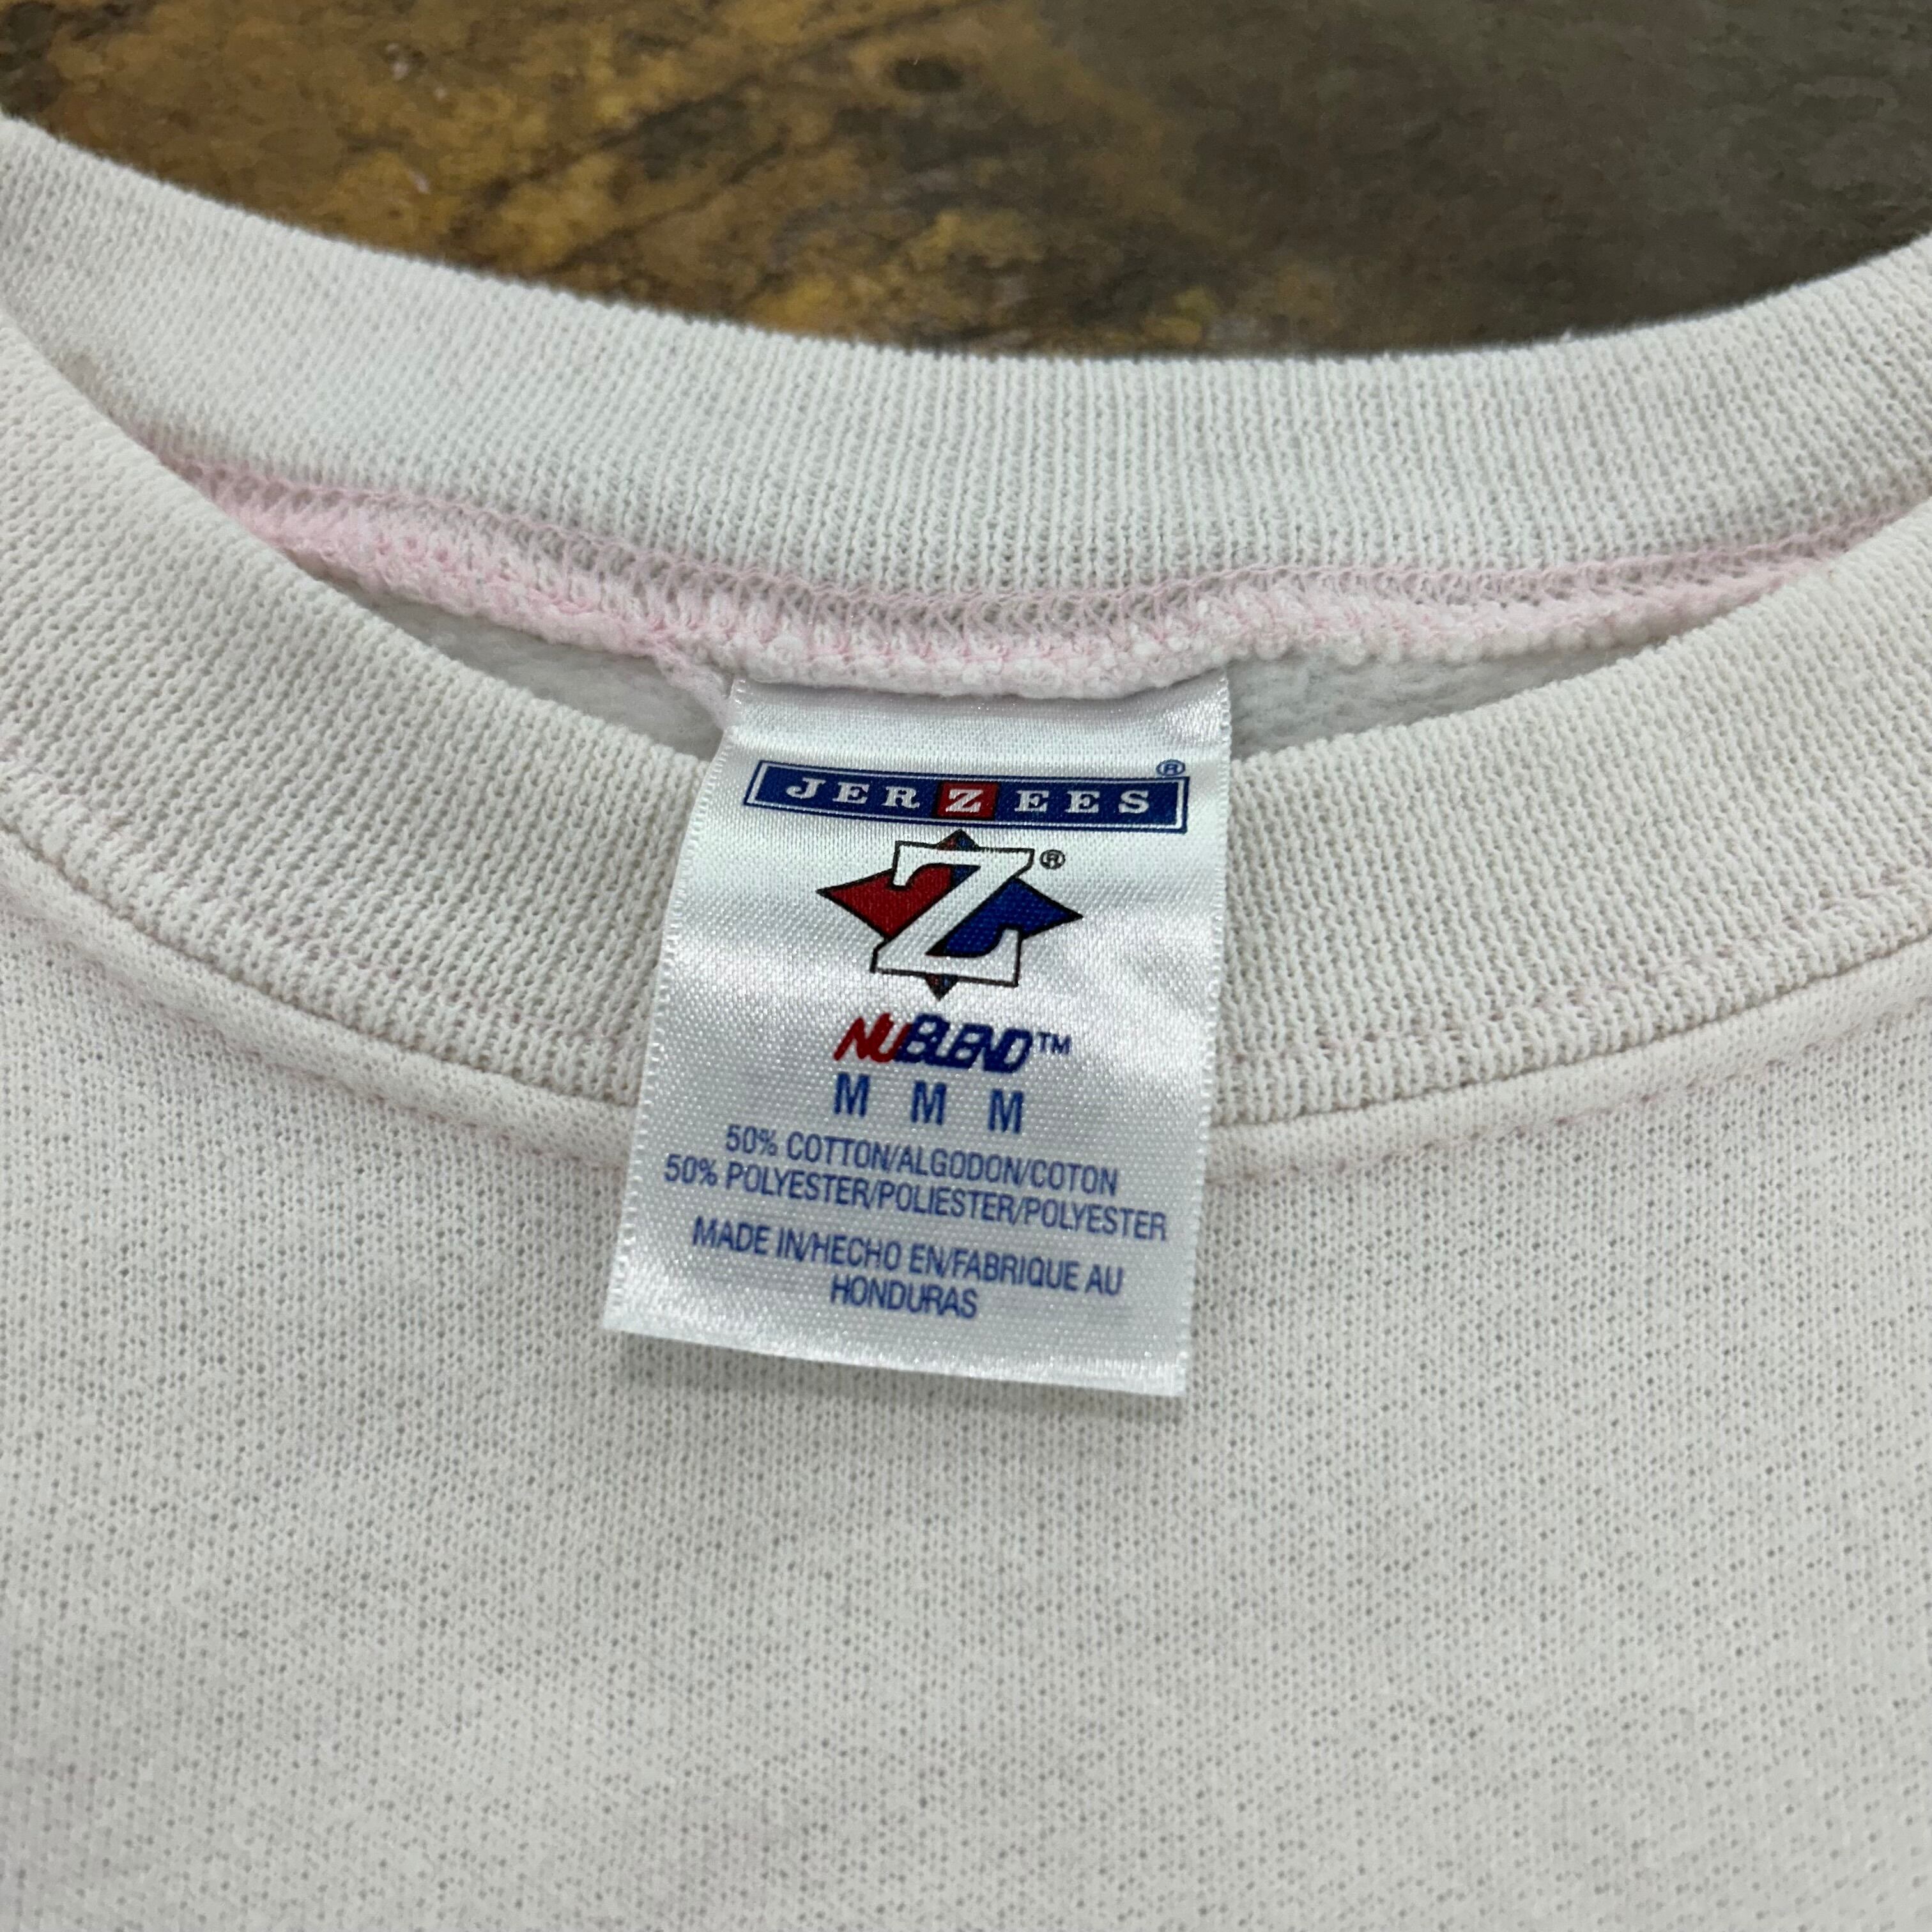 JERZEES®
Z®
NUBLEND™
M M M
50% COTTON/ALGODON/COTON
50% POLYESTER/POLIESTER/POLYESTER
MADE IN/HECHO EN/FABRIQUE AU
HONDURAS